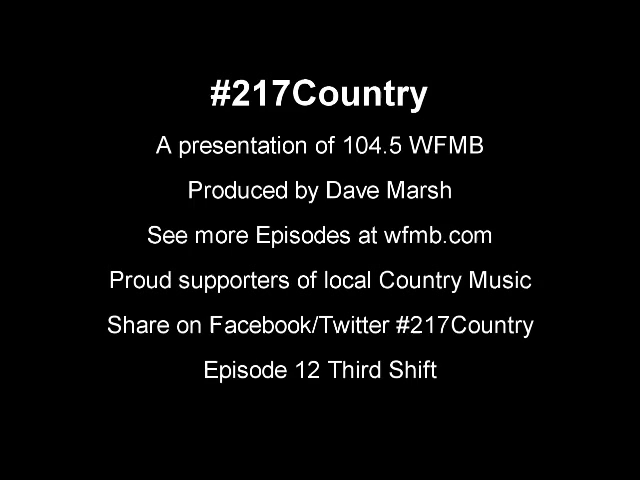 #217Country
A presentation of 104.5 WFMB
Produced by Dave Marsh
See more Episodes at wfmb.com
Proud supporters of local Country Music
Share on Facebook/Twitter #217Country
Episode 12 Third Shift